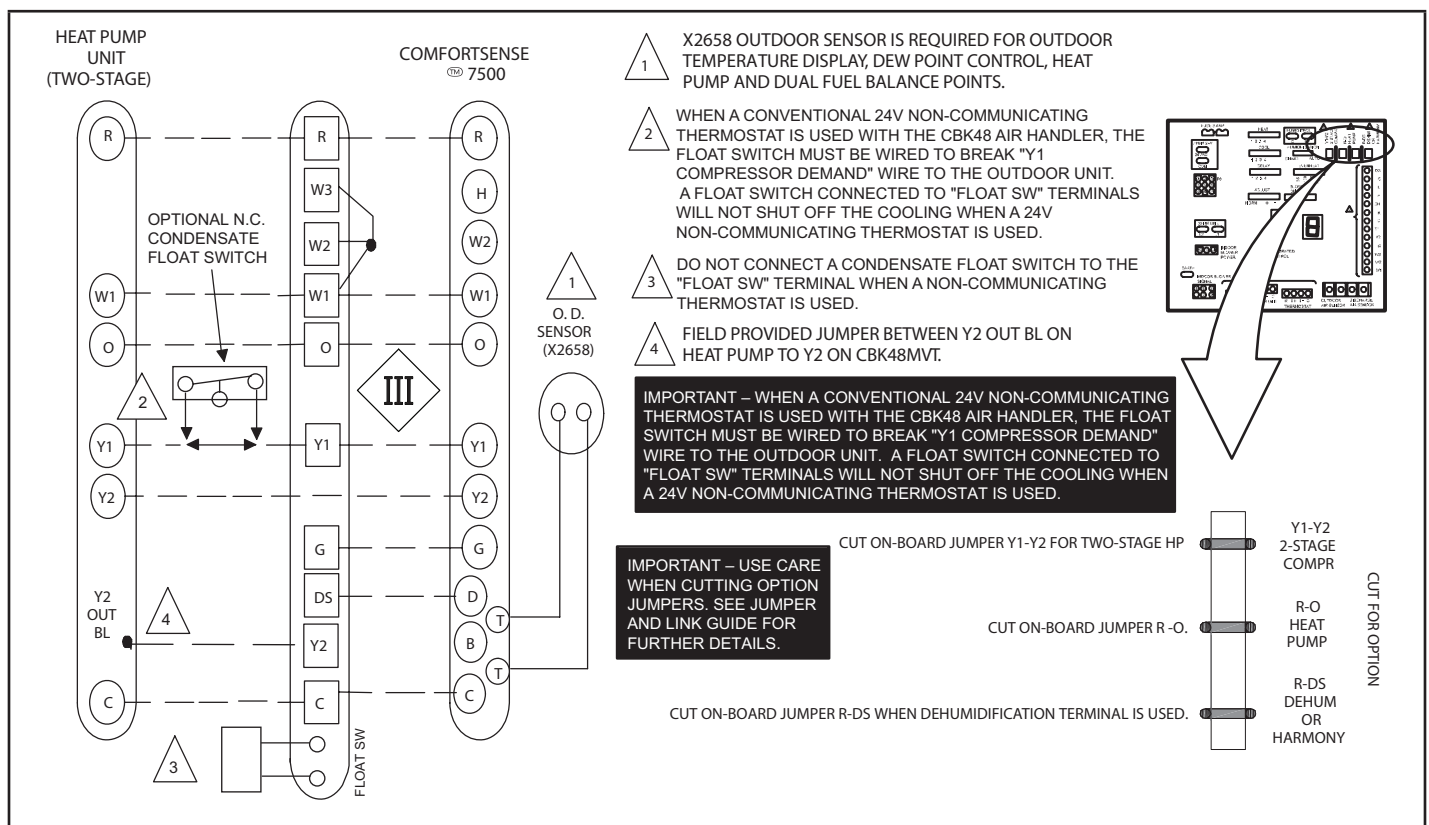 HEAT PUMP
UNIT
(TWO-STAGE)
COMFORTSENSE
™ 7500
R
W1
O
Y1
Y2
Y2
OUT
BL
C
OPTIONAL N.C.
CONDENSATE
FLOAT SWITCH
2
4
3
R
W3
W2
W1
O
Y1
G
DS
Y2
C
FLOAT SW
III
R
H
W2
W1
O
Y1
Y2
G
D
T
B
T
C
1
O. D.
SENSOR
(X2658)
1
X2658 OUTDOOR SENSOR IS REQUIRED FOR OUTDOOR
TEMPERATURE DISPLAY, DEW POINT CONTROL, HEAT
PUMP AND DUAL FUEL BALANCE POINTS.
2
WHEN A CONVENTIONAL 24V NON-COMMUNICATING
THERMOSTAT IS USED WITH THE CBK48 AIR HANDLER, THE
FLOAT SWITCH MUST BE WIRED TO BREAK "Y1
COMPRESSOR DEMAND" WIRE TO THE OUTDOOR UNIT.
A FLOAT SWITCH CONNECTED TO "FLOAT SW" TERMINALS
WILL NOT SHUT OFF THE COOLING WHEN A 24V
NON-COMMUNICATING THERMOSTAT IS USED.
3
DO NOT CONNECT A CONDENSATE FLOAT SWITCH TO THE
"FLOAT SW" TERMINAL WHEN A NON-COMMUNICATING
THERMOSTAT IS USED.
4
FIELD PROVIDED JUMPER BETWEEN Y2 OUT BL ON
HEAT PUMP TO Y2 ON CBK48MVT.
IMPORTANT – WHEN A CONVENTIONAL 24V NON-COMMUNICATING
THERMOSTAT IS USED WITH THE CBK48 AIR HANDLER, THE FLOAT
SWITCH MUST BE WIRED TO BREAK "Y1 COMPRESSOR DEMAND"
WIRE TO THE OUTDOOR UNIT. A FLOAT SWITCH CONNECTED TO
"FLOAT SW" TERMINALS WILL NOT SHUT OFF THE COOLING WHEN
A 24V NON-COMMUNICATING THERMOSTAT IS USED.
IMPORTANT – USE CARE
WHEN CUTTING OPTION
JUMPERS. SEE JUMPER
AND LINK GUIDE FOR
FURTHER DETAILS.
CUT ON-BOARD JUMPER Y1-Y2 FOR TWO-STAGE HP
Y1-Y2
2-STAGE
COMPR
CUT ON-BOARD JUMPER R -O.
R-O
HEAT
PUMP
CUT ON-BOARD JUMPER R-DS WHEN DEHUMIDIFICATION TERMINAL IS USED.
R-DS
DEHUM
OR
HARMONY
CUT FOR OPTION
HEAT
COOL
DELAY
ADJUST
INDOOR
BLOWER
POWER
THERMOSTAT